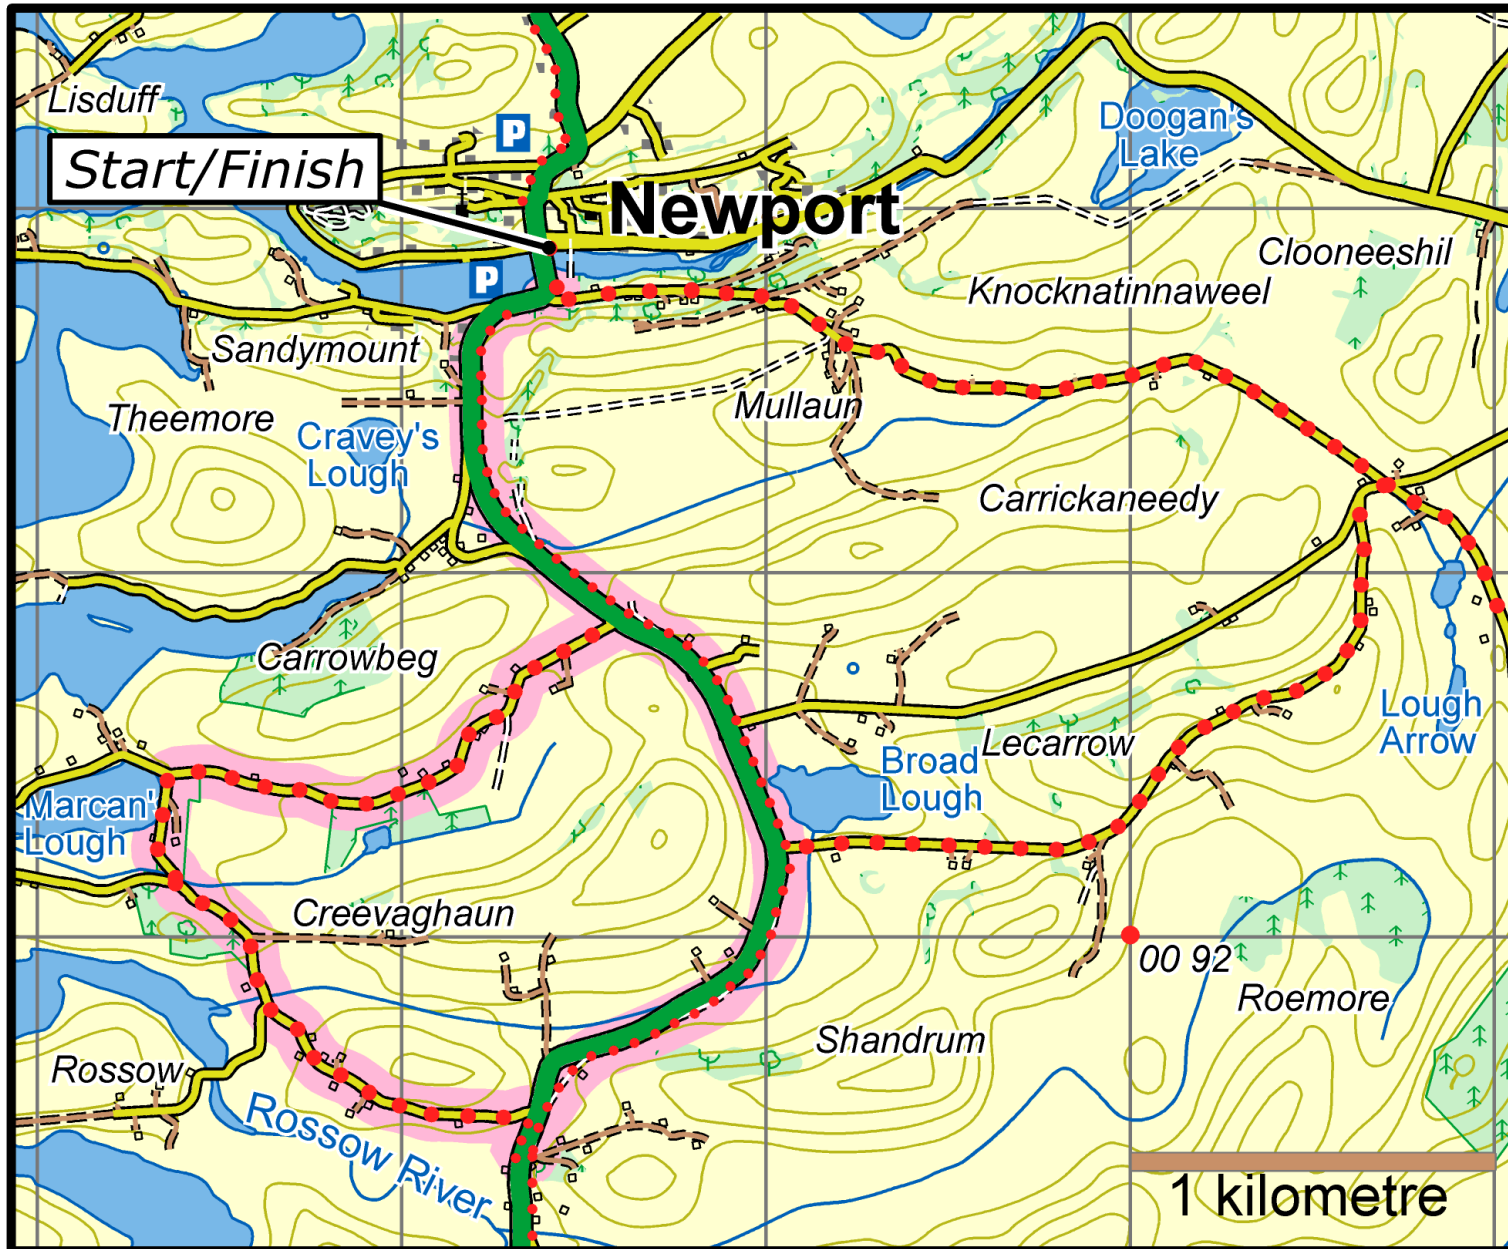 Lisduff
P
Doogan's
Lake
Start/Finish
Newport
Clooneeshil
P
Knocknatinnaweel
Sandymount
Theemore
Mullaun
Cravey's
Lough
Carrickaneedy
Carrowbeg
Lough
Arrow
Lecarrow
Broad
Lough
Marcan'
Lough
Creevaghaun
00 92
Roemore
Shandrum
Rossow
Rossow River
1 kilometre